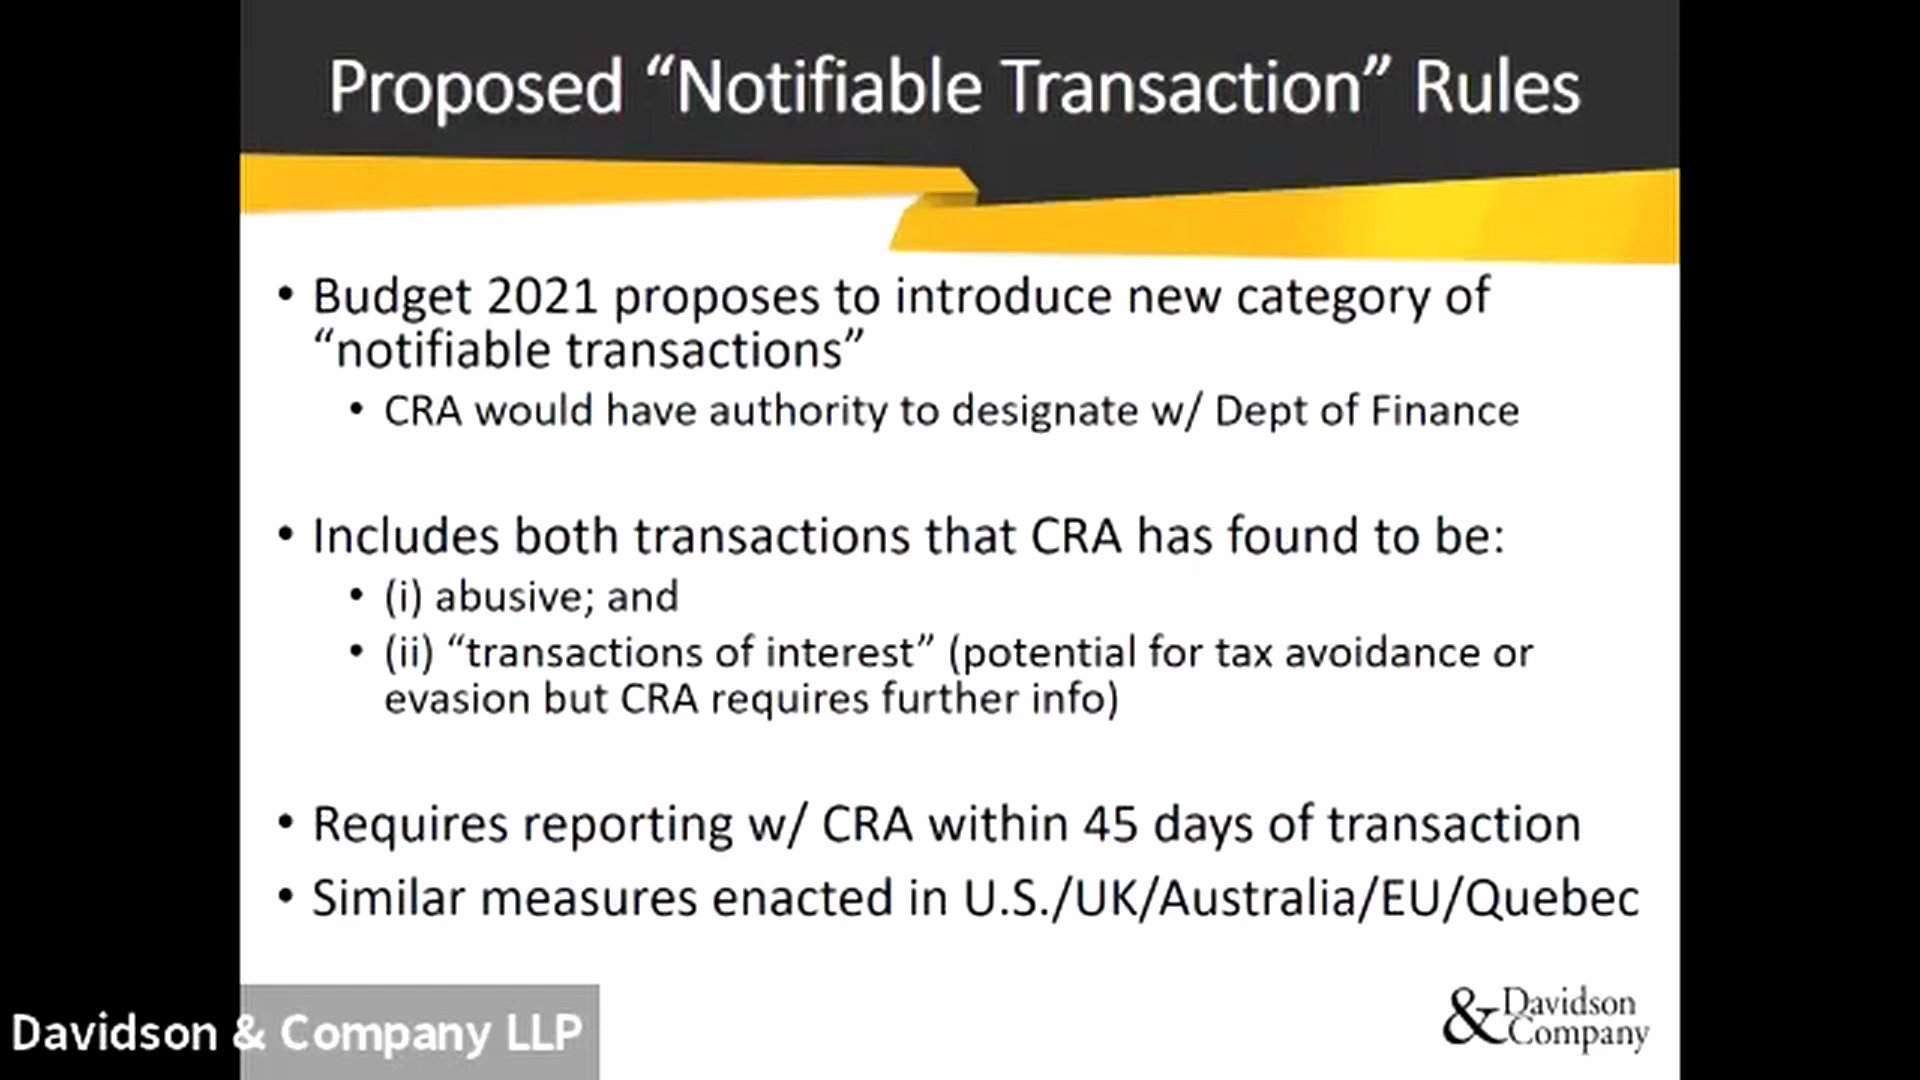 Proposed “Notifiable Transaction” Rules
• Budget 2021 proposes to introduce new category of
“notifiable transactions”
• CRA would have authority to designate w/ Dept of Finance
• Includes both transactions that CRA has found to be:
• (i) abusive; and
• (ii) “transactions of interest” (potential for tax avoidance or
evasion but CRA requires further info)
• Requires reporting w/ CRA within 45 days of transaction
• Similar measures enacted in U.S./UK/Australia/EU/Quebec
Davidson & Company LLP
& Davidson
Company